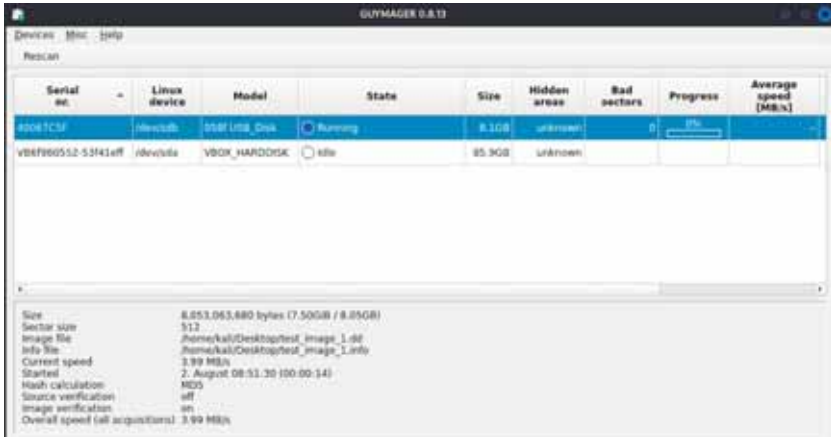 GUYMAGER 0.8.13
Devices Misc Help
Rescan
Serial nr. Linux device Model State Size Hidden areas Bad sectors Progress Average speed [MB/s]
/dev/sdb 058F USB_Disk Running 8.1GB unknown 0 0% -
/dev/sda VBOX_HARDDISK Idle 85.9GB unknown
Size 8,053,063,680 bytes (7.50GiB / 8.05GB)
Sector size 512
Image file /home/kali/Desktop/test_image_1.dd
Info file /home/kali/Desktop/test_image_1.info
Current speed 3.99 MB/s
Started 2. August 08:51:30 (00:00:14)
Hash calculation MD5
Source verification off
Image verification on
Overall speed (all acquisitions) 3.99 MB/s